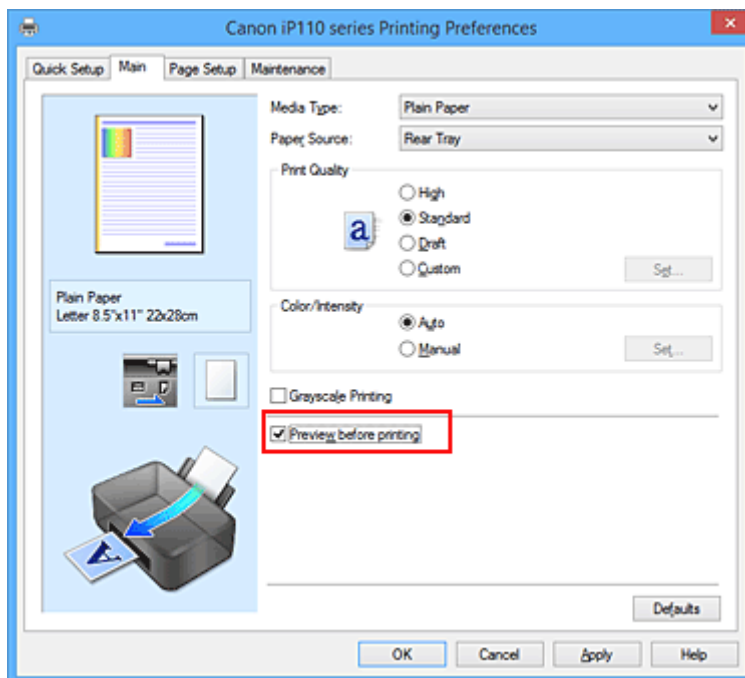 Canon iP110 series Printing Preferences
Quick Setup Main Page Setup Maintenance
Media Type: Plain Paper
Paper Source: Rear Tray
Print Quality
High
a Standard
Draft
Custom Set...
Plain Paper
Letter 8.5"x11" 22x28cm
Color/Intensity
Auto
Manual Set...
Grayscale Printing
Preview before printing
A
Defaults
OK Cancel Apply Help